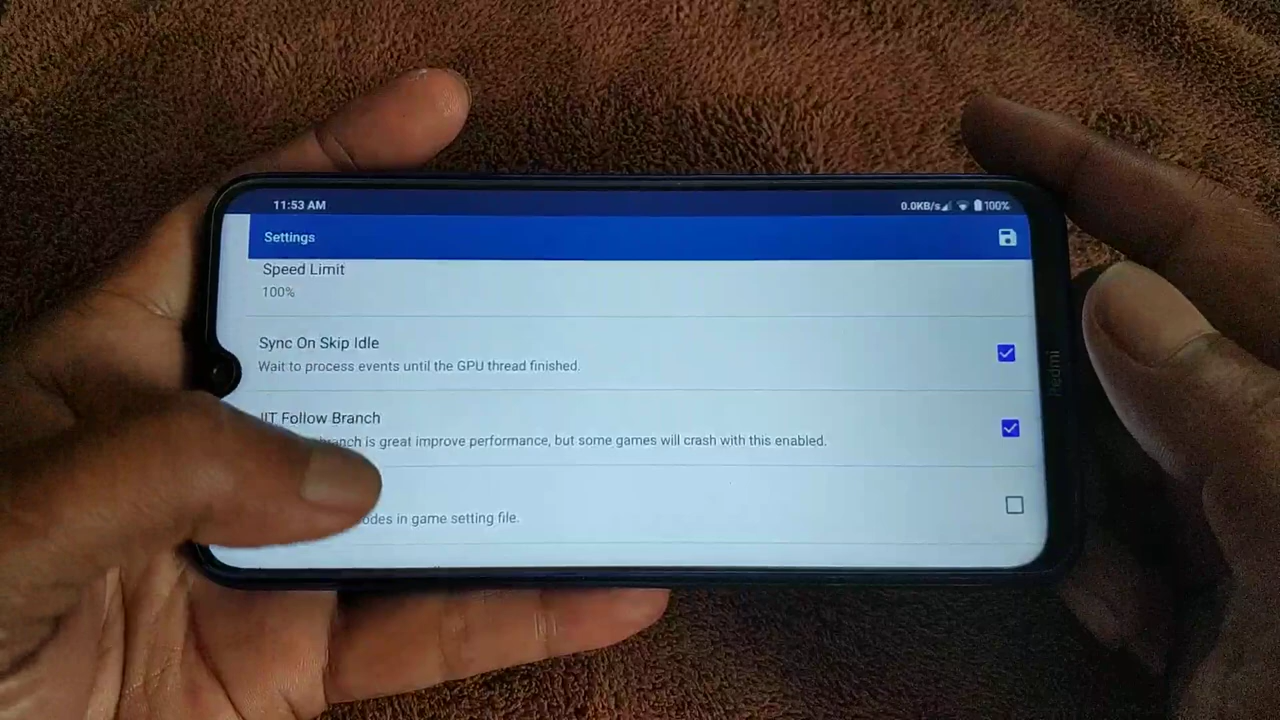 11:53 AM
0.0KB/s 100%
Settings
Speed Limit
100%
Sync On Skip Idle
Wait to process events until the GPU thread finished.
JIT Follow Branch
branch is great improve performance, but some games will crash with this enabled.
in game setting file.
Redmi